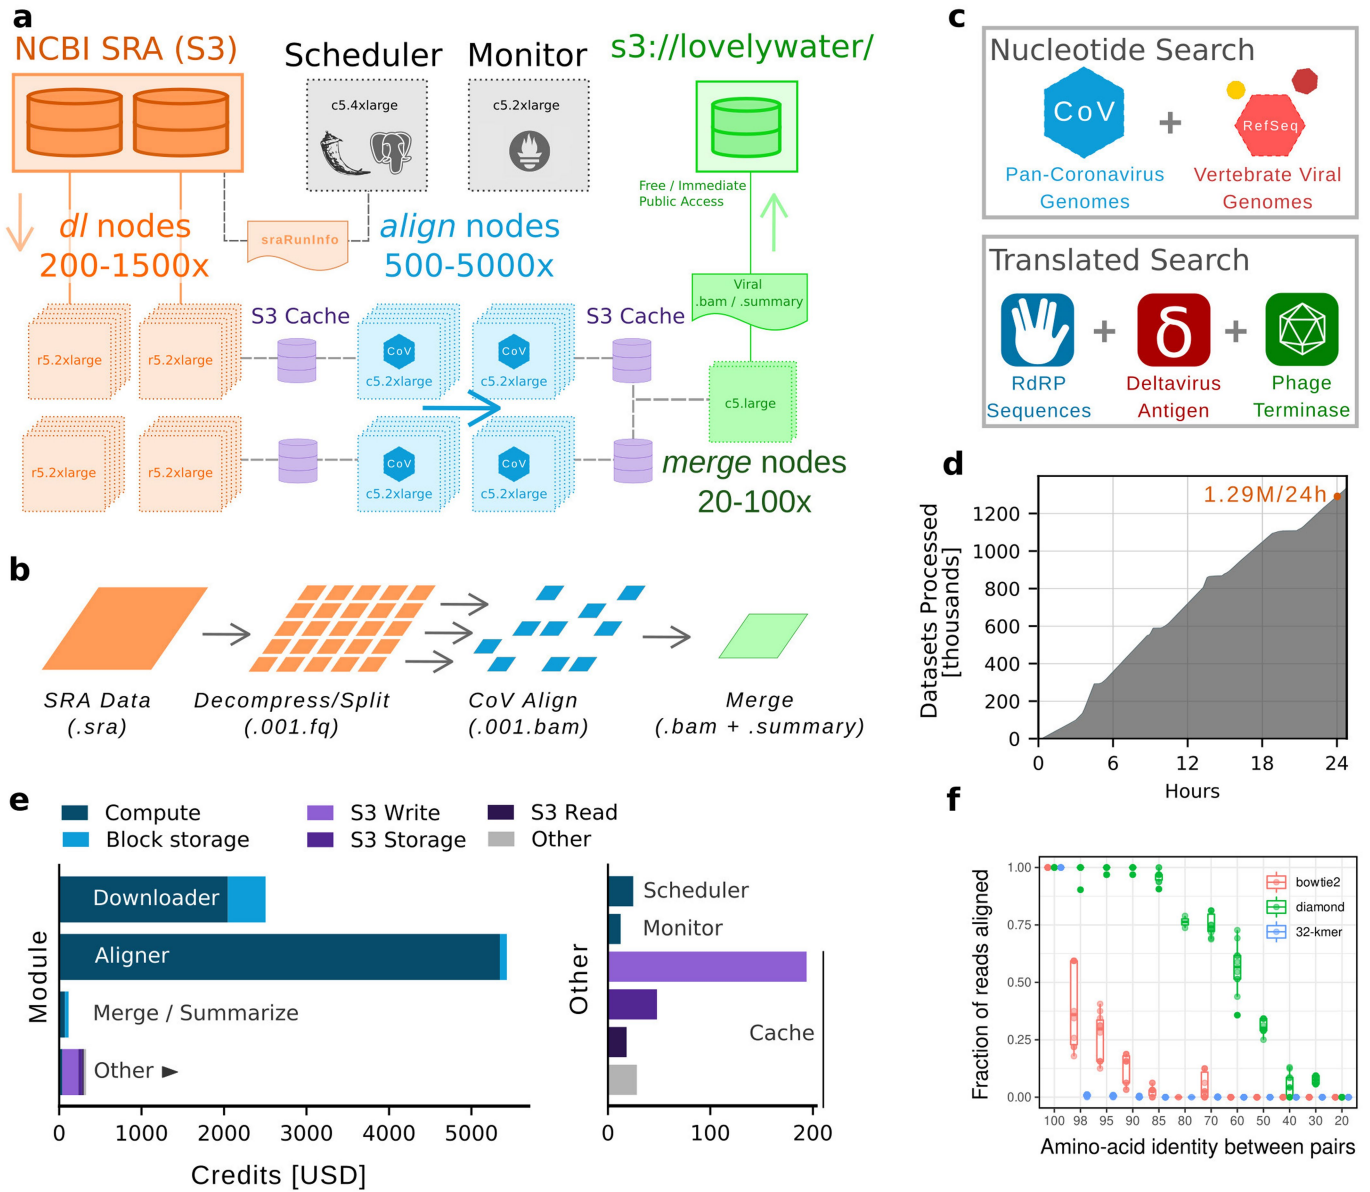 a
NCBI SRA (S3)
Scheduler
Monitor
s3://lovelywater/
c5.4xlarge
c5.2xlarge
Free / Immediate
Public Access
dl nodes
200-1500x
sraRunInfo
align nodes
500-5000x
Viral
.bam / .summary
S3 Cache
S3 Cache
r5.2xlarge
r5.2xlarge
CoV
c5.2xlarge
CoV
c5.2xlarge
c5.large
r5.2xlarge
r5.2xlarge
CoV
c5.2xlarge
CoV
c5.2xlarge
merge nodes
20-100x
b
SRA Data
(.sra)
Decompress/Split
(.001.fq)
CoV Align
(.001.bam)
Merge
(.bam + .summary)
c
Nucleotide Search
CoV
+
RefSeq
Pan-Coronavirus
Genomes
Vertebrate Viral
Genomes
Translated Search
+
δ
+
RdRP
Sequences
Deltavirus
Antigen
Phage
Terminase
d
Datasets Processed
[thousands]
1.29M/24h
1200
1000
800
600
400
200
0
0 6 12 18 24
Hours
e
Compute
S3 Write
S3 Read
Block storage
S3 Storage
Other
Module
Downloader
Aligner
Merge / Summarize
Other ►
0 1000 2000 3000 4000 5000
Other
Scheduler
Monitor
Cache
0 100 200
Credits [USD]
f
Fraction of reads aligned
1.00
0.75
0.50
0.25
0.00
bowtie2
diamond
32-kmer
100 98 95 90 85 80 70 60 50 40 30 20
Amino-acid identity between pairs